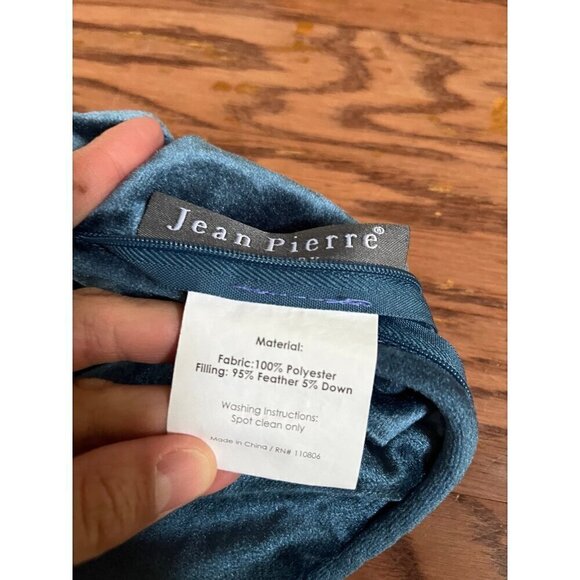 Jean Pierre®
Material:
Fabric:100% Polyester
Filling: 95% Feather 5% Down
Washing Instructions:
Spot clean only
Made in China / RN# 110806